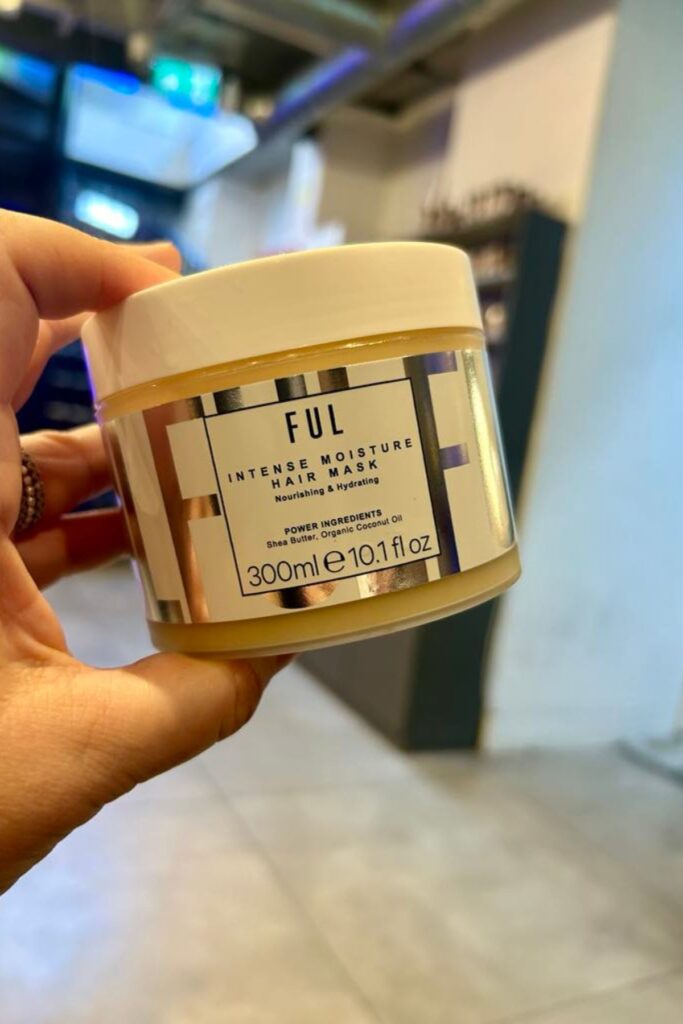 FUL
INTENSE MOISTURE
HAIR MASK
Nourishing & Hydrating
POWER INGREDIENTS
Shea Butter, Organic Coconut Oil
300ml e 10.1 fl oz